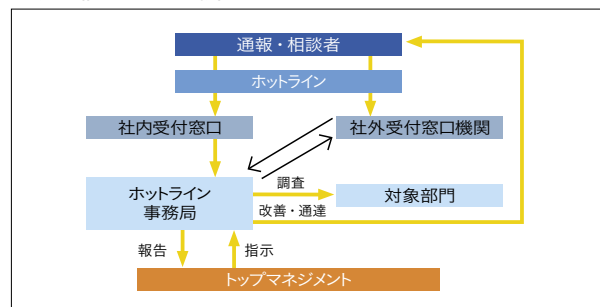 通報・相談者
ホットライン
社内受付窓口
社外受付窓口機関
ホットライン
事務局
調査
対象部門
改善・通達
報告
指示
トップマネジメント